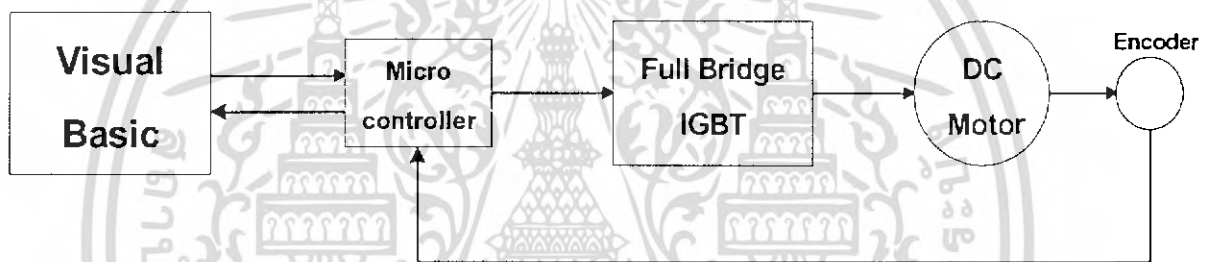 Visual
Basic
Micro
controller
Full Bridge
IGBT
DC
Motor
Encoder